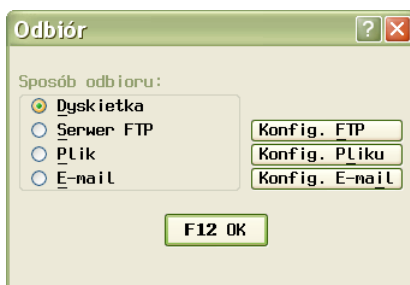 Odbiór
Sposób odbioru:
Dyskietka
Serwer FTP Konfig. FTP
Plik Konfig. Pliku
E-mail Konfig. E-mail
F12 OK